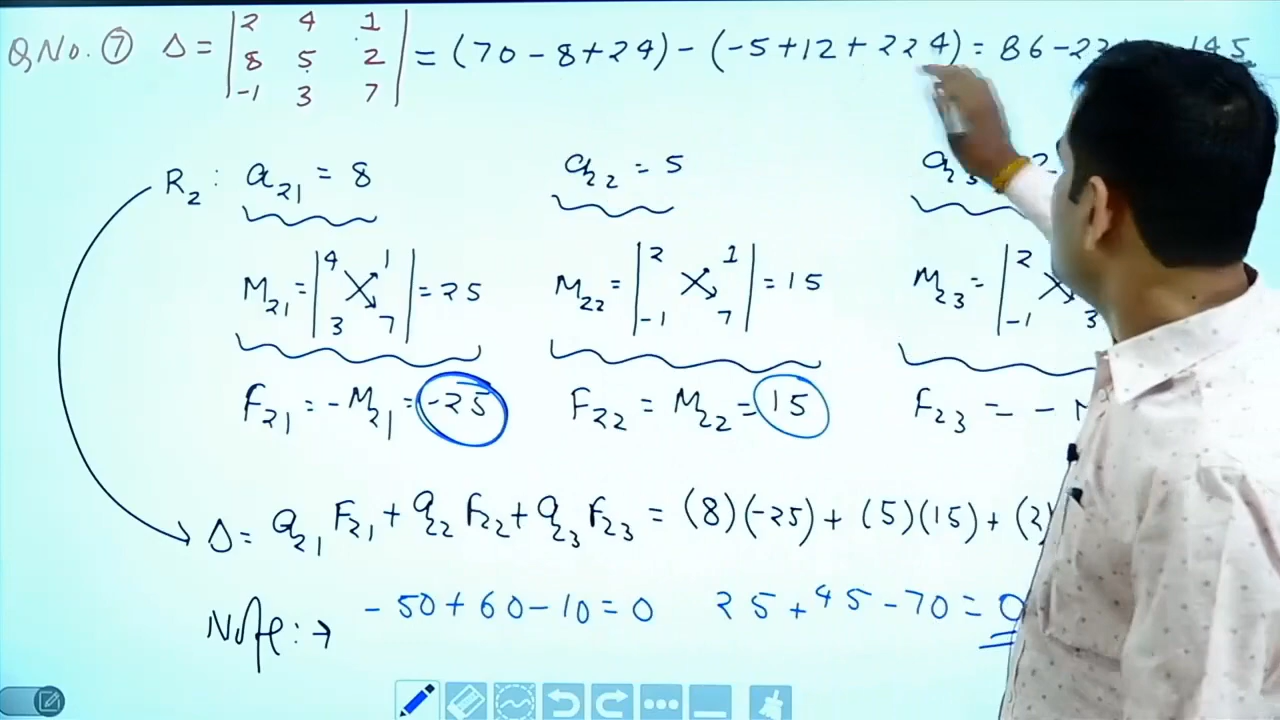 Q No. ⑦ Δ = |2 4 1| = (70 - 8 + 24) - (-5 + 12 + 224) = 86 - 145
|8 5 2|
|-1 3 7|
R₂ : a₂₁ = 8 a₂₂ = 5 a₂₃
M₂₁ = |4 1| = 25 M₂₂ = |2 1| = 15 M₂₃ = |2
|3 7| |-1 7| |-1 3
F₂₁ = -M₂₁ = -25 F₂₂ = M₂₂ = 15 F₂₃ = -
Δ = a₂₁ F₂₁ + a₂₂ F₂₂ + a₂₃ F₂₃ = (8)(-25) + (5)(15) + (2)
Note: → -50 + 60 - 10 = 0 25 + 45 - 70 = 0